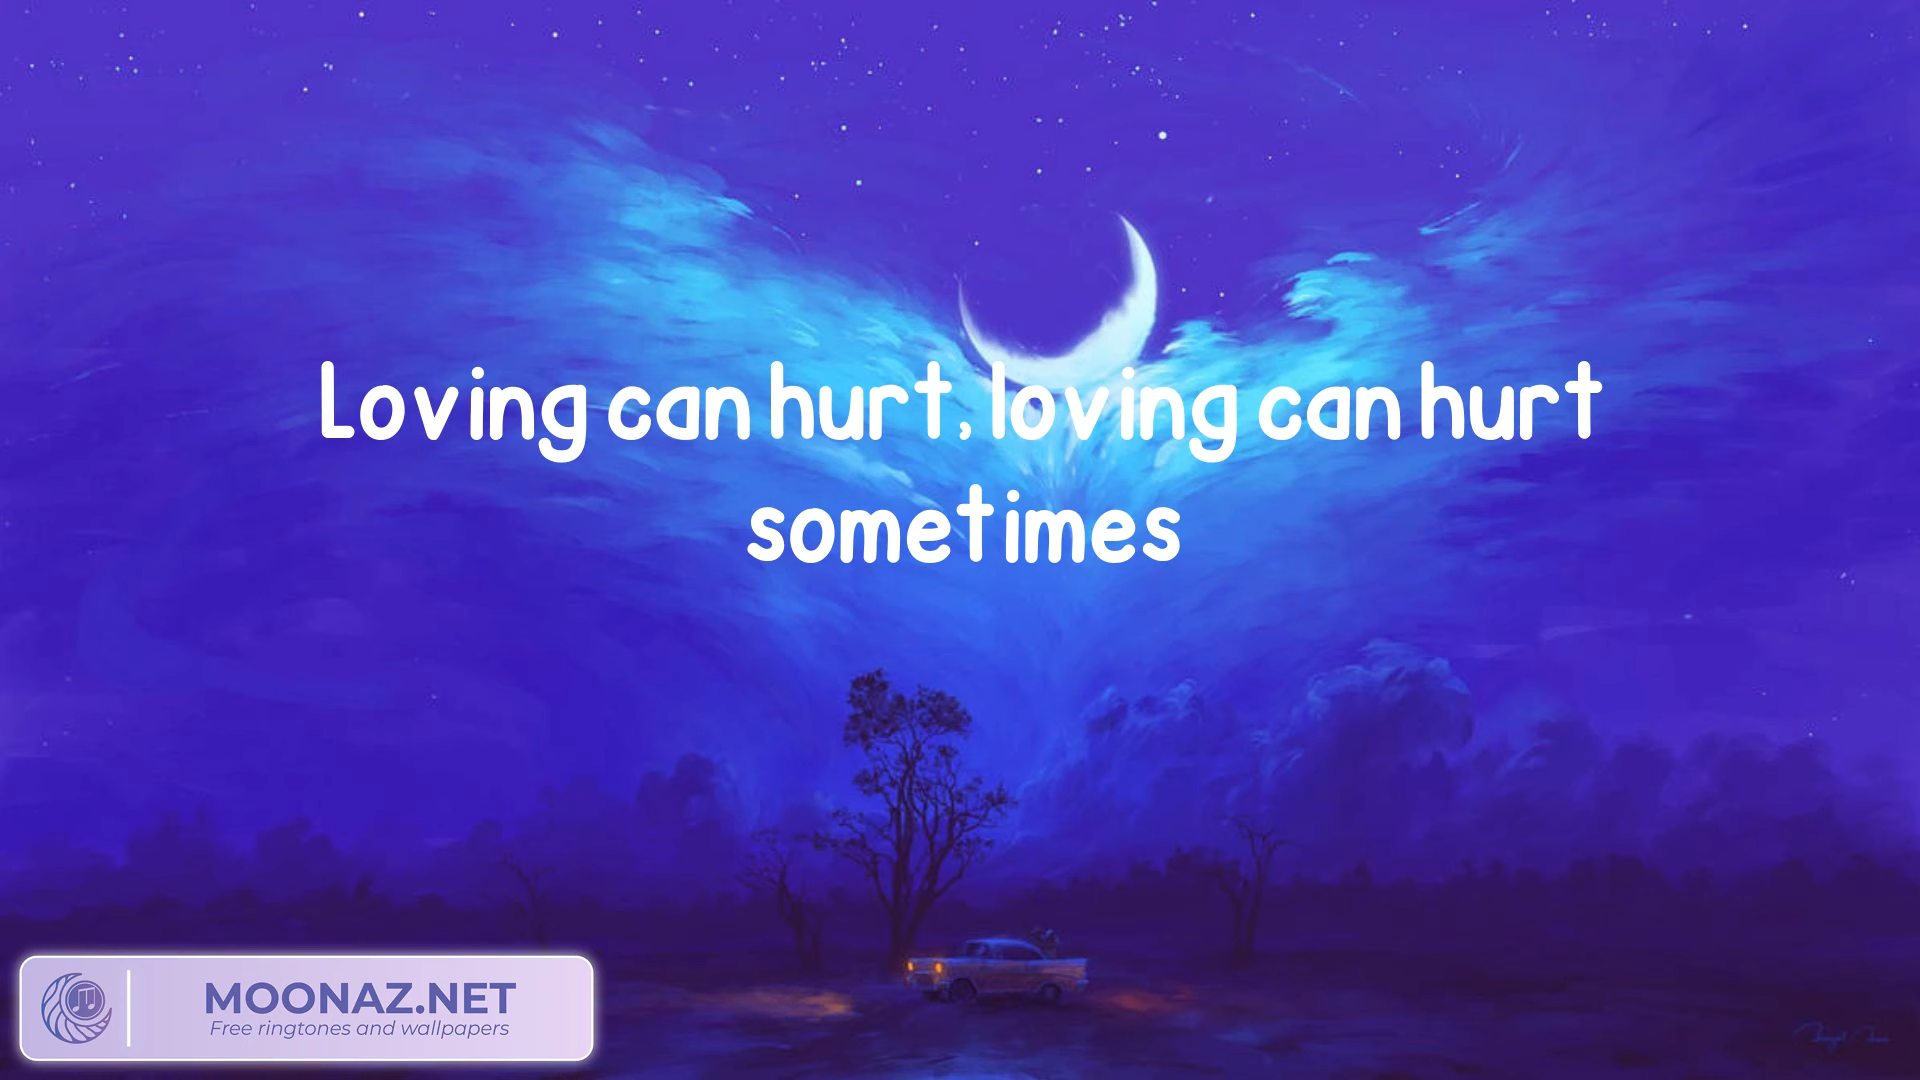 Loving can hurt, loving can hurt
sometimes
MOONAZ.NET
Free ringtones and wallpapers